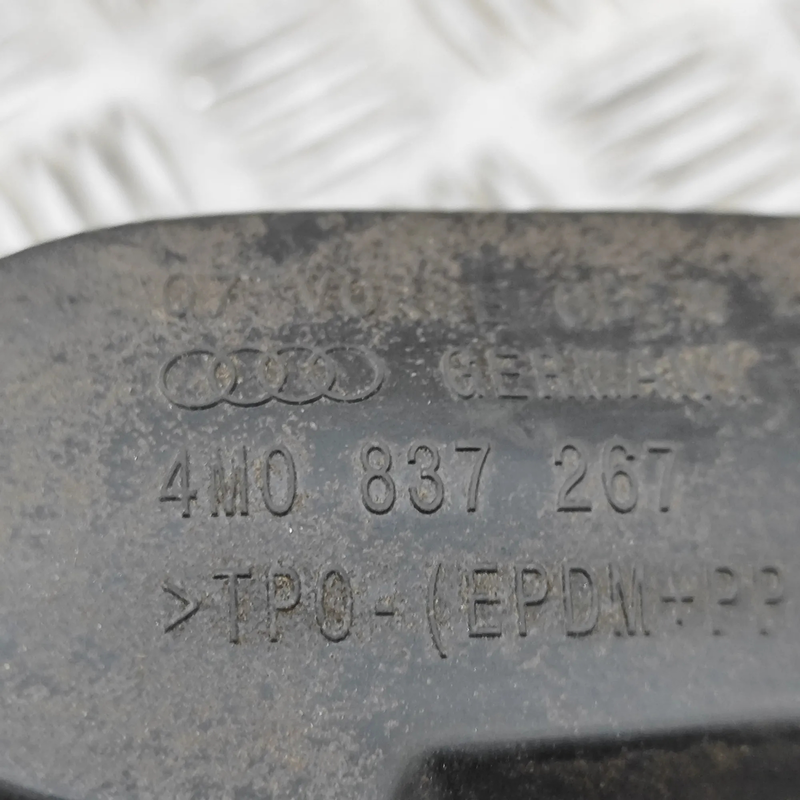 GERMANY
4M0 837 267
>TPO-(EPDM+PP